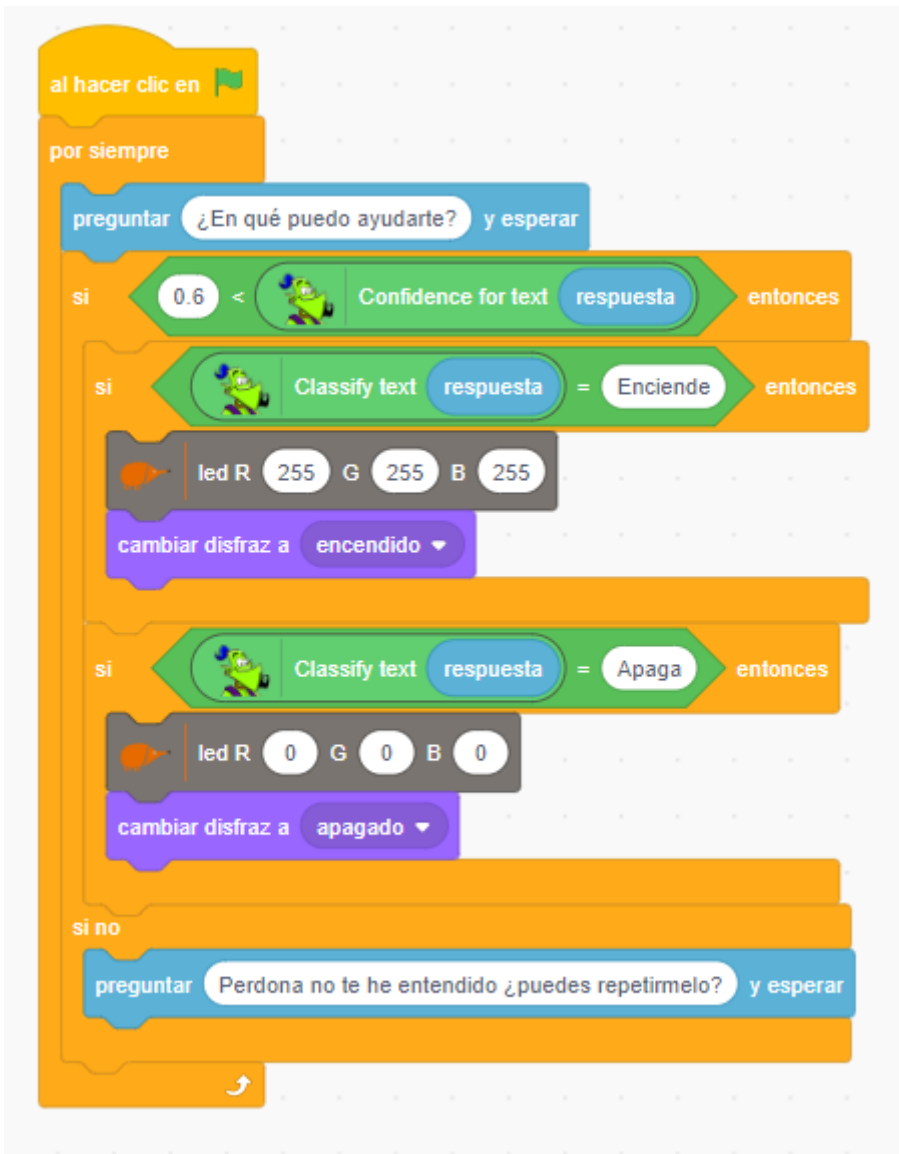 al hacer clic en
por siempre
preguntar ¿En qué puedo ayudarte? y esperar
si 0.6 < Confidence for text respuesta entonces
si Classify text respuesta = Enciende entonces
led R 255 G 255 B 255
cambiar disfraz a encendido
si Classify text respuesta = Apaga entonces
led R 0 G 0 B 0
cambiar disfraz a apagado
si no
preguntar Perdona no te he entendido ¿puedes repetirmelo? y esperar